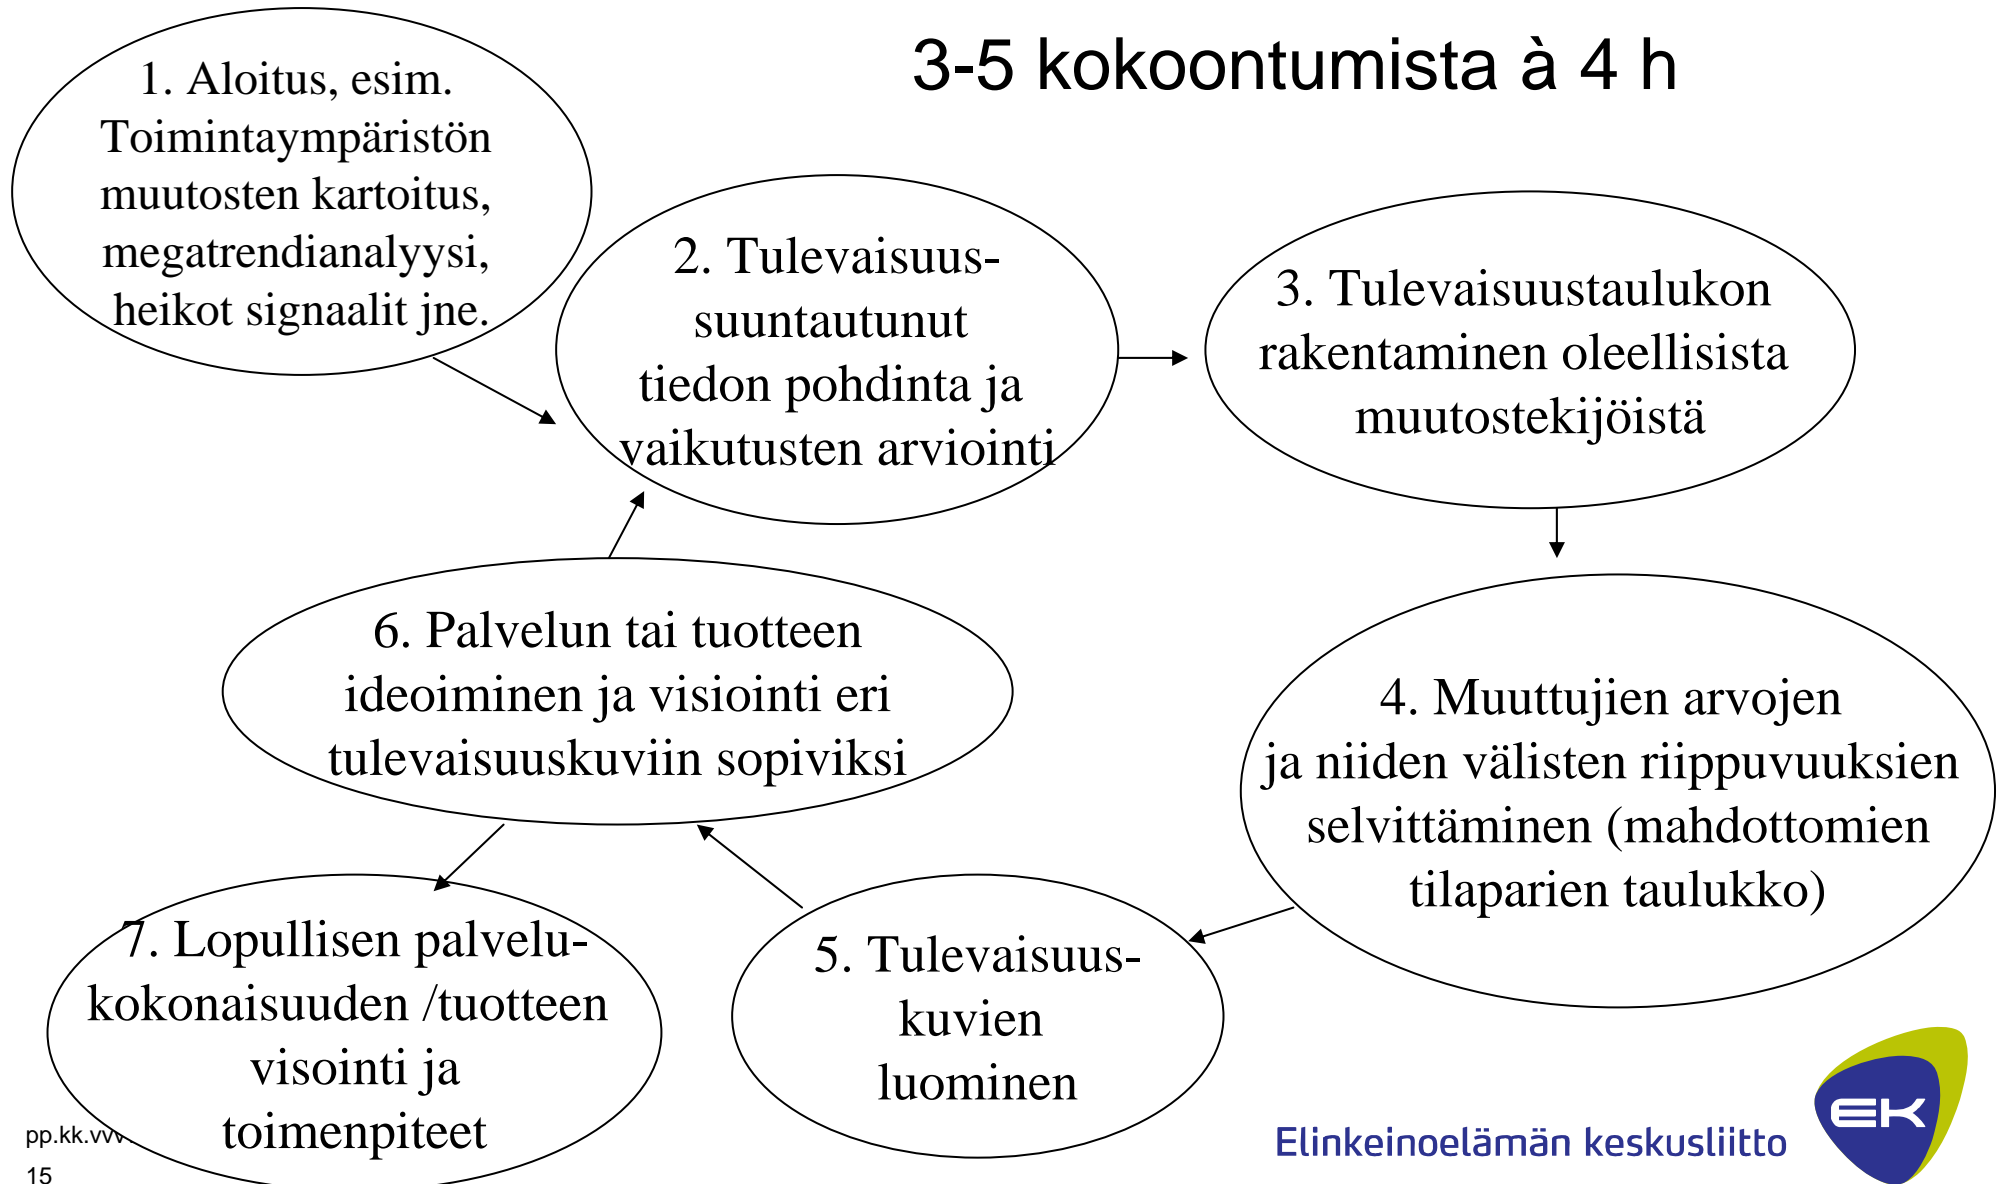 3-5 kokoontumista à 4 h
1. Aloitus, esim.
Toimintaympäristön
muutosten kartoitus,
megatrendianalyysi,
heikot signaalit jne.
2. Tulevaisuus-
suuntautunut
tiedon pohdinta ja
vaikutusten arviointi
3. Tulevaisuustaulukon
rakentaminen oleellisista
muutostekijöistä
4. Muuttujien arvojen
ja niiden välisten riippuvuuksien
selvittäminen (mahdottomien
tilaparien taulukko)
5. Tulevaisuus-
kuvien
luominen
6. Palvelun tai tuotteen
ideoiminen ja visiointi eri
tulevaisuuskuviin sopiviksi
7. Lopullisen palvelu-
kokonaisuuden /tuotteen
visointi ja
toimenpiteet
pp.kk.vvv
15
Elinkeinoelämän keskusliitto
EK